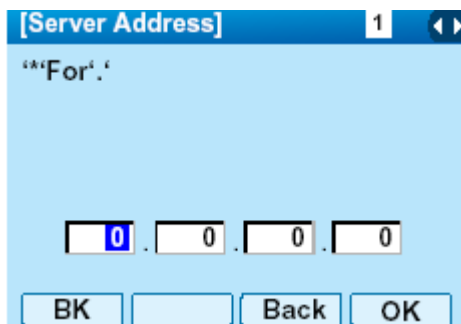 [Server Address] 1
‘*‘For‘.‘
0 . 0 . 0 . 0
BK Back OK